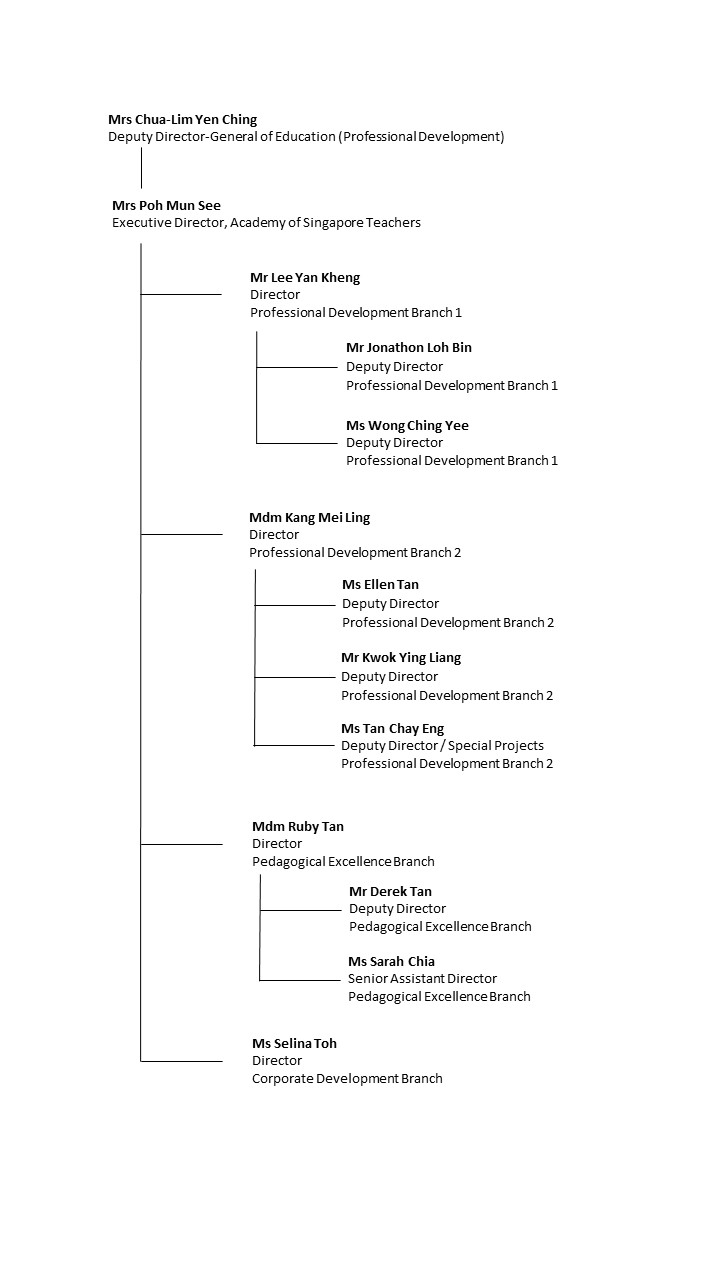 Mrs Chua-Lim Yen Ching
Deputy Director-General of Education (Professional Development)
Mrs Poh Mun See
Executive Director, Academy of Singapore Teachers
Mr Lee Yan Kheng
Director
Professional Development Branch 1
Mr Jonathon Loh Bin
Deputy Director
Professional Development Branch 1
Ms Wong Ching Yee
Deputy Director
Professional Development Branch 1
Mdm Kang Mei Ling
Director
Professional Development Branch 2
Ms Ellen Tan
Deputy Director
Professional Development Branch 2
Mr Kwok Ying Liang
Deputy Director
Professional Development Branch 2
Ms Tan Chay Eng
Deputy Director / Special Projects
Professional Development Branch 2
Mdm Ruby Tan
Director
Pedagogical Excellence Branch
Mr Derek Tan
Deputy Director
Pedagogical Excellence Branch
Ms Sarah Chia
Senior Assistant Director
Pedagogical Excellence Branch
Ms Selina Toh
Director
Corporate Development Branch